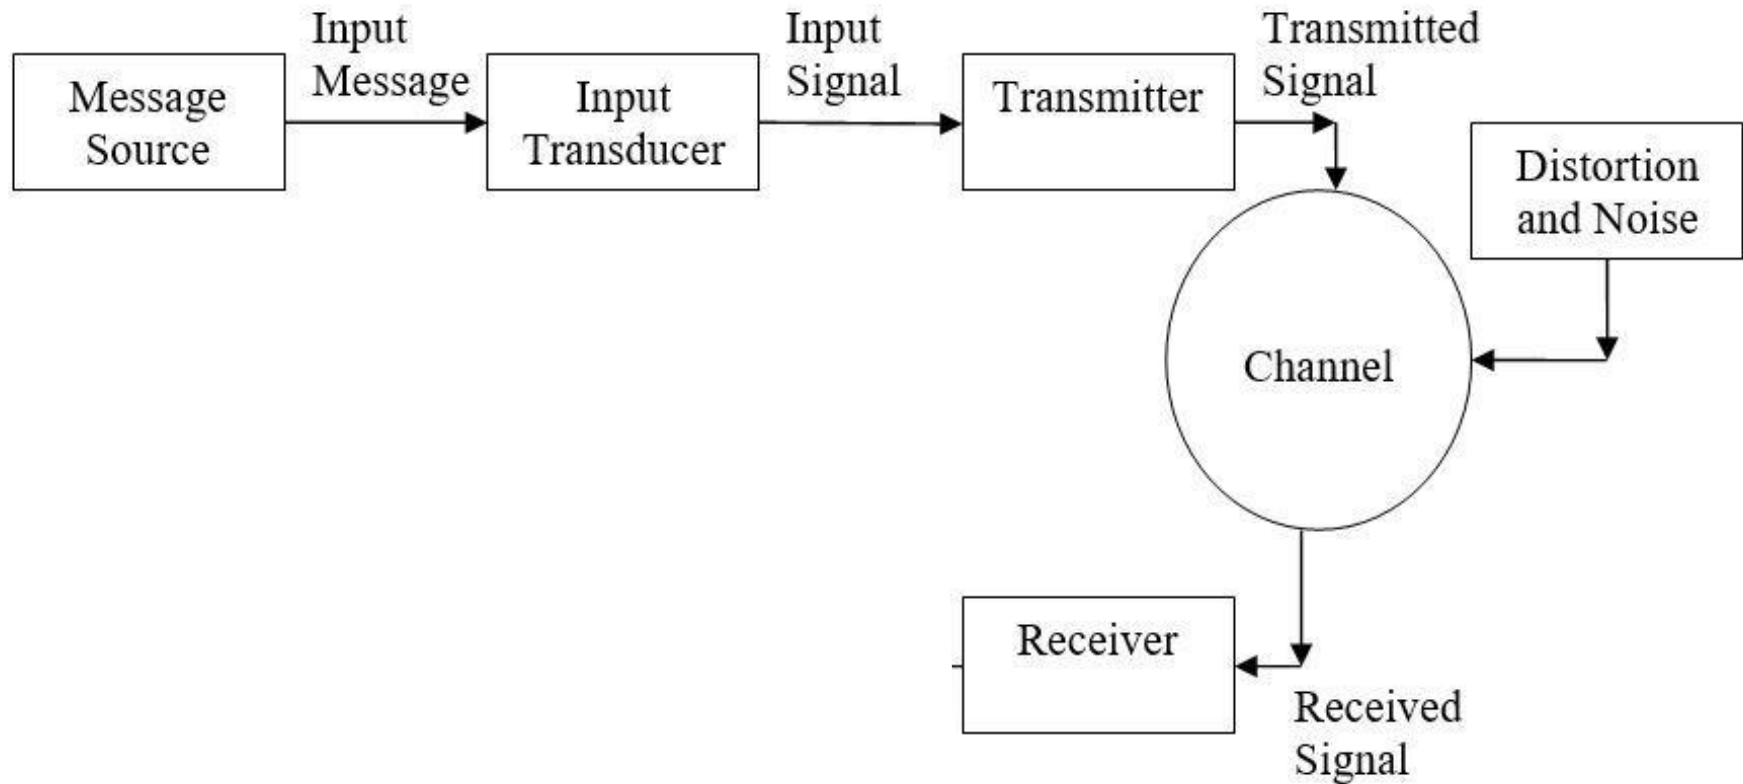 Input
Message
Input
Signal
Transmitted
Signal
Message
Source
Input
Transducer
Transmitter
Distortion
and Noise
Channel
Receiver
Received
Signal